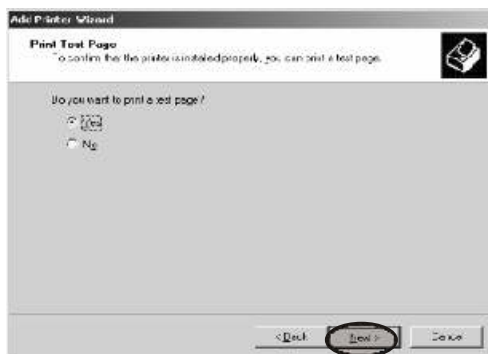 Add Printer Wizard
Print Test Page
To confirm that the printer is installed properly, you can print a test page.
Do you want to print a test page?
Yes
No
< Back Next > Cancel